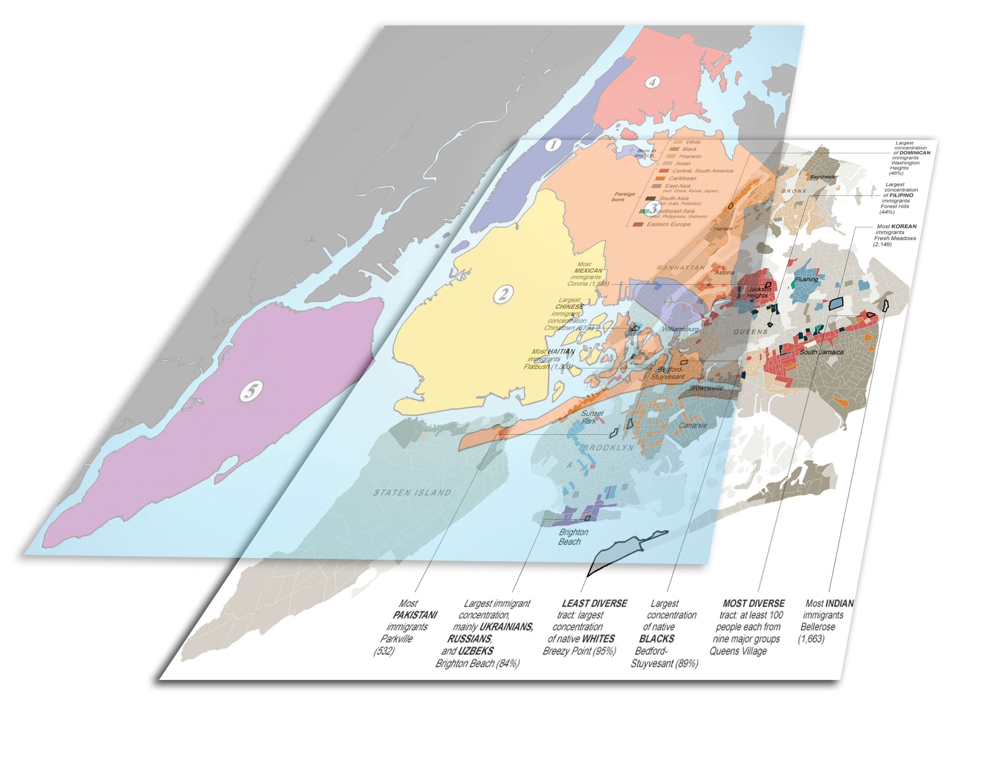 4
1
3
2
5
Born in
the U.S.
White
Black
Hispanic
Asian
Foreign
born
Central, South America
Caribbean
East Asia
(incl. China, Korea, Japan)
South Asia
(incl. India, Pakistan)
Southeast Asia
(incl. Philippines, Vietnam)
Eastern Europe
Largest
concentration
of DOMINICAN
immigrants
Washington
Heights
(46%)
Largest
concentration
of FILIPINO
immigrants
Forest Hills
(44%)
Most KOREAN
immigrants
Fresh Meadows
(2,149)
Baychester
BRONX
Harlem
MANHATTAN
Astoria
Jackson
Heights
Flushing
Most
MEXICAN
immigrants
Corona (1,835)
Largest
CHINESE
immigrant
concentration
Chinatown (63%)
Most HAITIAN
immigrants
Flatbush (1,306)
Williamsburg
QUEENS
South Jamaica
Bedford-
Stuyvesant
Brownsville
Sunset
Park
Canarsie
BROOKLYN
STATEN ISLAND
Brighton
Beach
Most
PAKISTANI
immigrants
Parkville
(532)
Largest immigrant
concentration,
mainly UKRAINIANS,
RUSSIANS,
and UZBEKS
Brighton Beach (84%)
LEAST DIVERSE
tract: largest
concentration
of native WHITES
Breezy Point (95%)
Largest
concentration
of native
BLACKS
Bedford-
Stuyvesant (89%)
MOST DIVERSE
tract: at least 100
people each from
nine major groups
Queens Village
Most INDIAN
immigrants
Bellerose
(1,663)